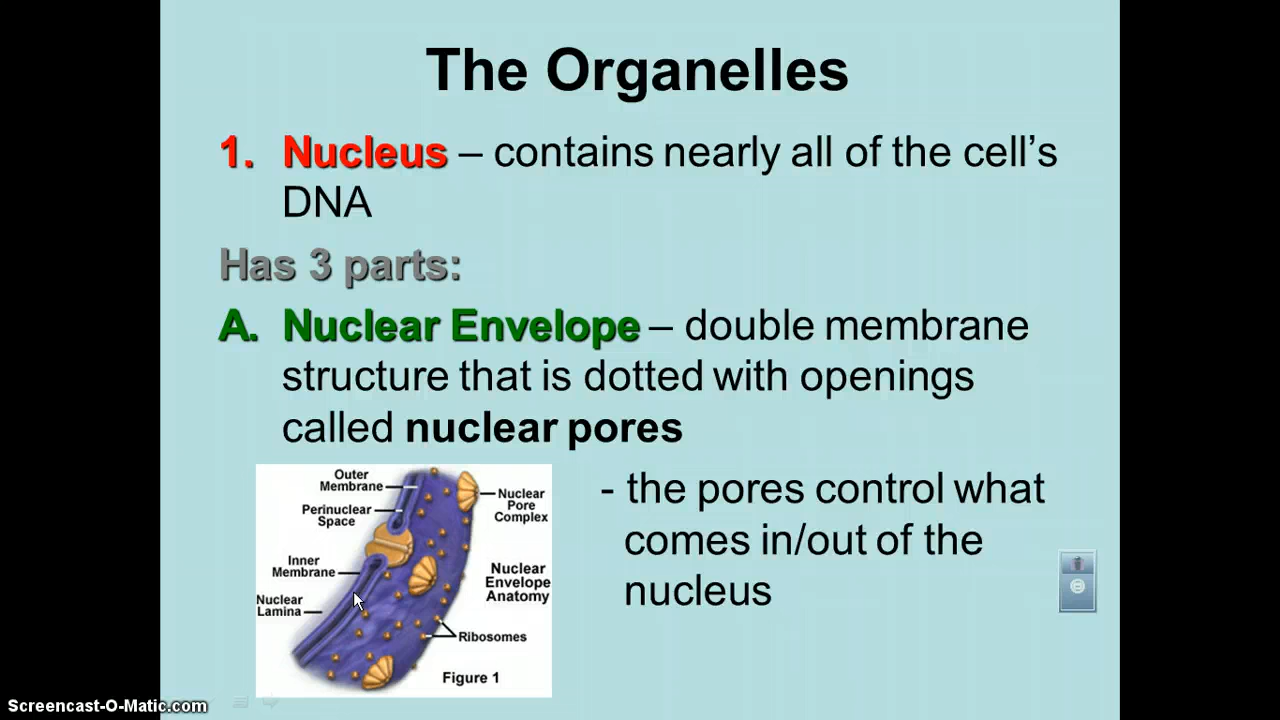 The Organelles
1. Nucleus – contains nearly all of the cell’s
DNA
Has 3 parts:
A. Nuclear Envelope – double membrane
structure that is dotted with openings
called nuclear pores
- the pores control what
comes in/out of the
nucleus
Outer
Membrane
Perinuclear
Space
Inner
Membrane
Nuclear
Lamina
Nuclear
Pore
Complex
Nuclear
Envelope
Anatomy
Ribosomes
Figure 1
Screencast-O-Matic.com